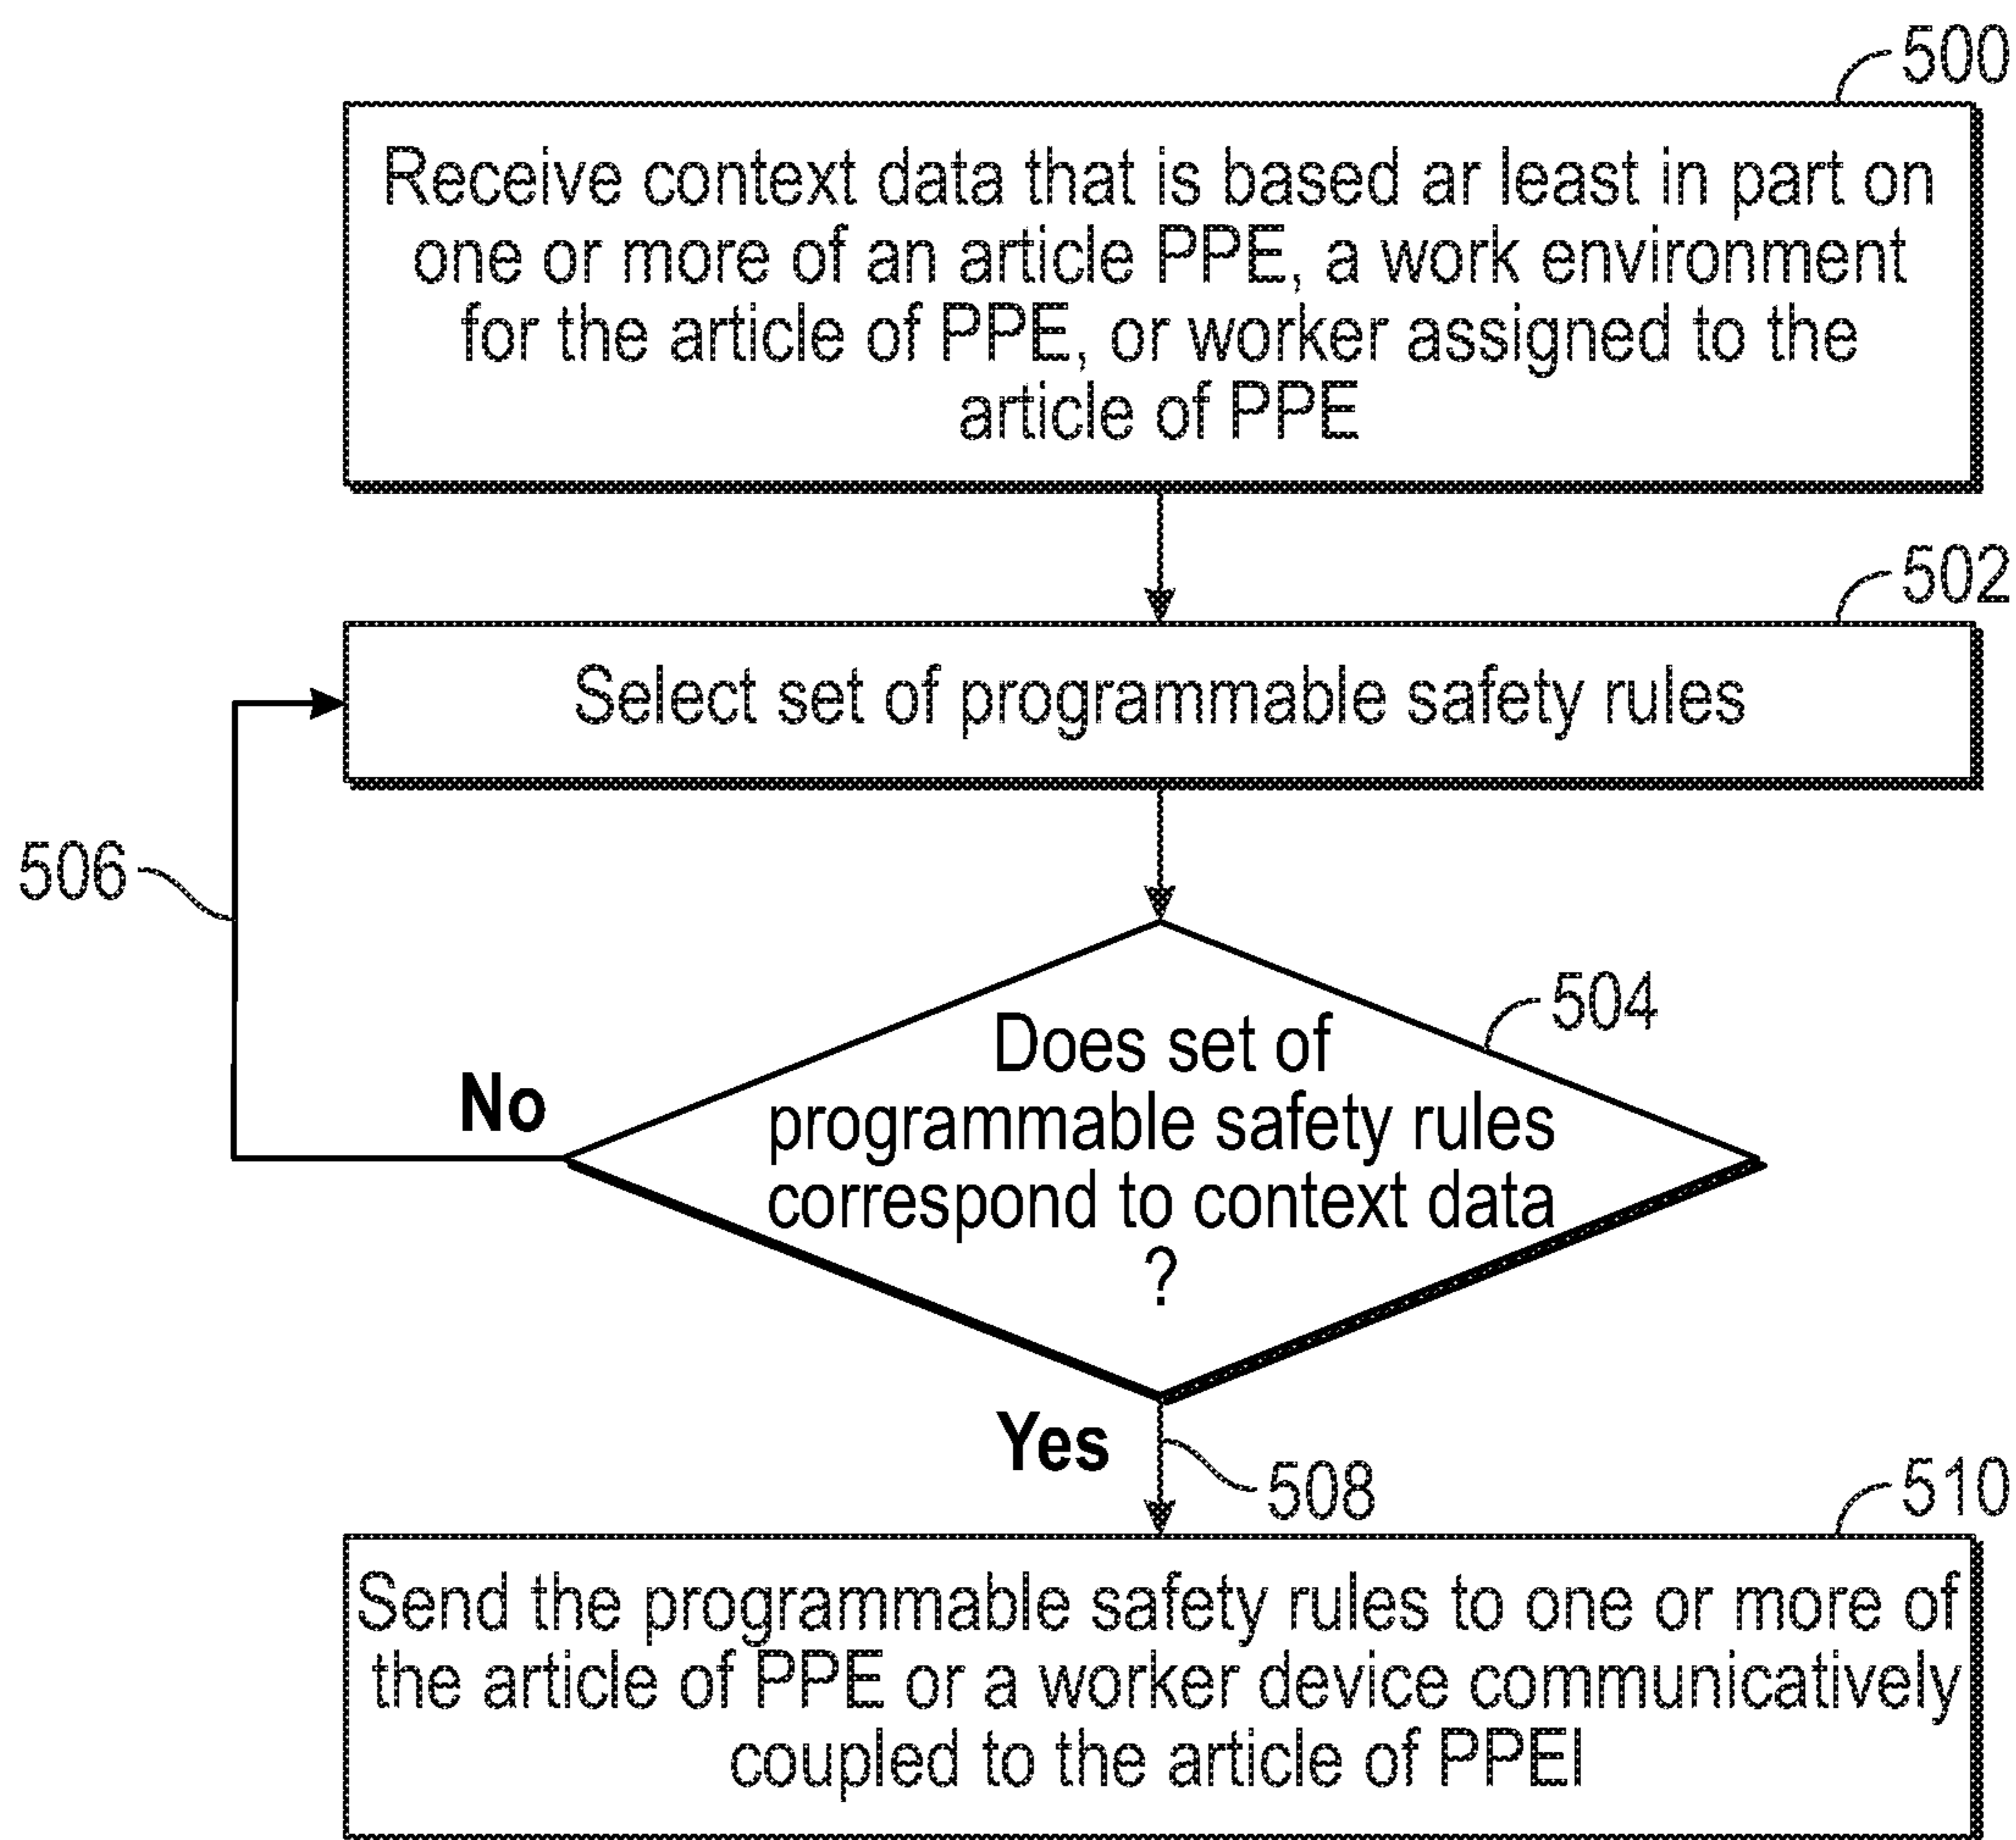 500
Receive context data that is based ar least in part on
one or more of an article PPE, a work environment
for the article of PPE, or worker assigned to the
article of PPE
502
Select set of programmable safety rules
506
504
Does set of
programmable safety rules
correspond to context data
?
No
Yes
508
510
Send the programmable safety rules to one or more of
the article of PPE or a worker device communicatively
coupled to the article of PPEI